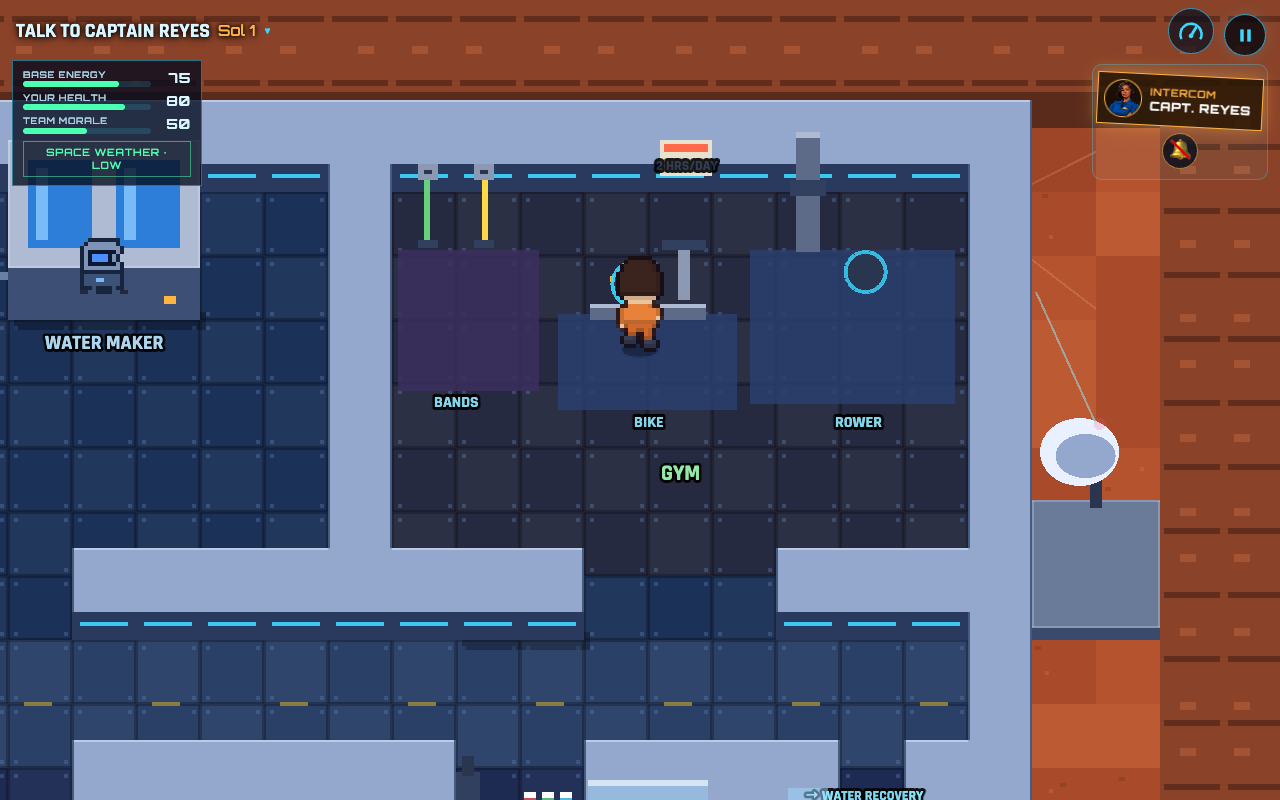 TALK TO CAPTAIN REYES Sol 1
BASE ENERGY 75
YOUR HEALTH 80
TEAM MORALE 50
SPACE WEATHER · LOW
INTERCOM
CAPT. REYES
2 HRS/DAY
WATER MAKER
BANDS
BIKE
ROWER
GYM
WATER RECOVERY